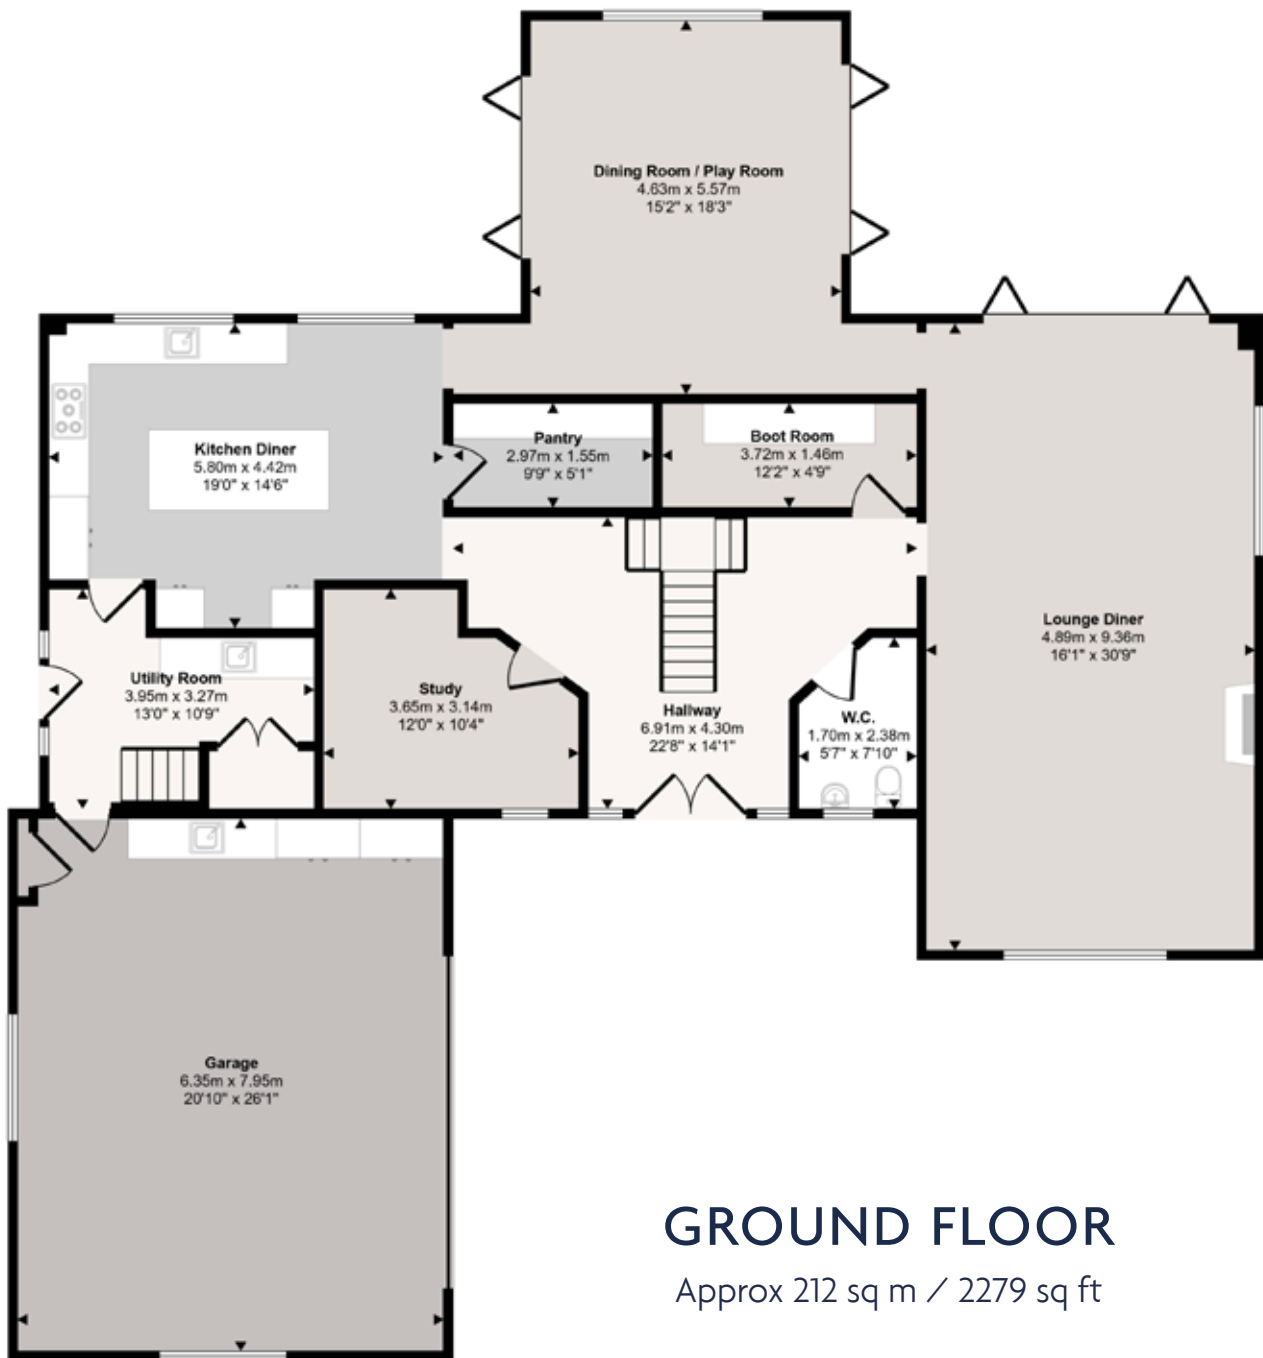 Dining Room / Play Room
4.63m x 5.57m
15'2" x 18'3"
Kitchen Diner
5.80m x 4.42m
19'0" x 14'6"
Pantry
2.97m x 1.55m
9'9" x 5'1"
Boot Room
3.72m x 1.46m
12'2" x 4'9"
Lounge Diner
4.89m x 9.36m
16'1" x 30'9"
Utility Room
3.95m x 3.27m
13'0" x 10'9"
Study
3.65m x 3.14m
12'0" x 10'4"
Hallway
6.91m x 4.30m
22'8" x 14'1"
W.C.
1.70m x 2.38m
5'7" x 7'10"
Garage
6.35m x 7.95m
20'10" x 26'1"
GROUND FLOOR
Approx 212 sq m / 2279 sq ft